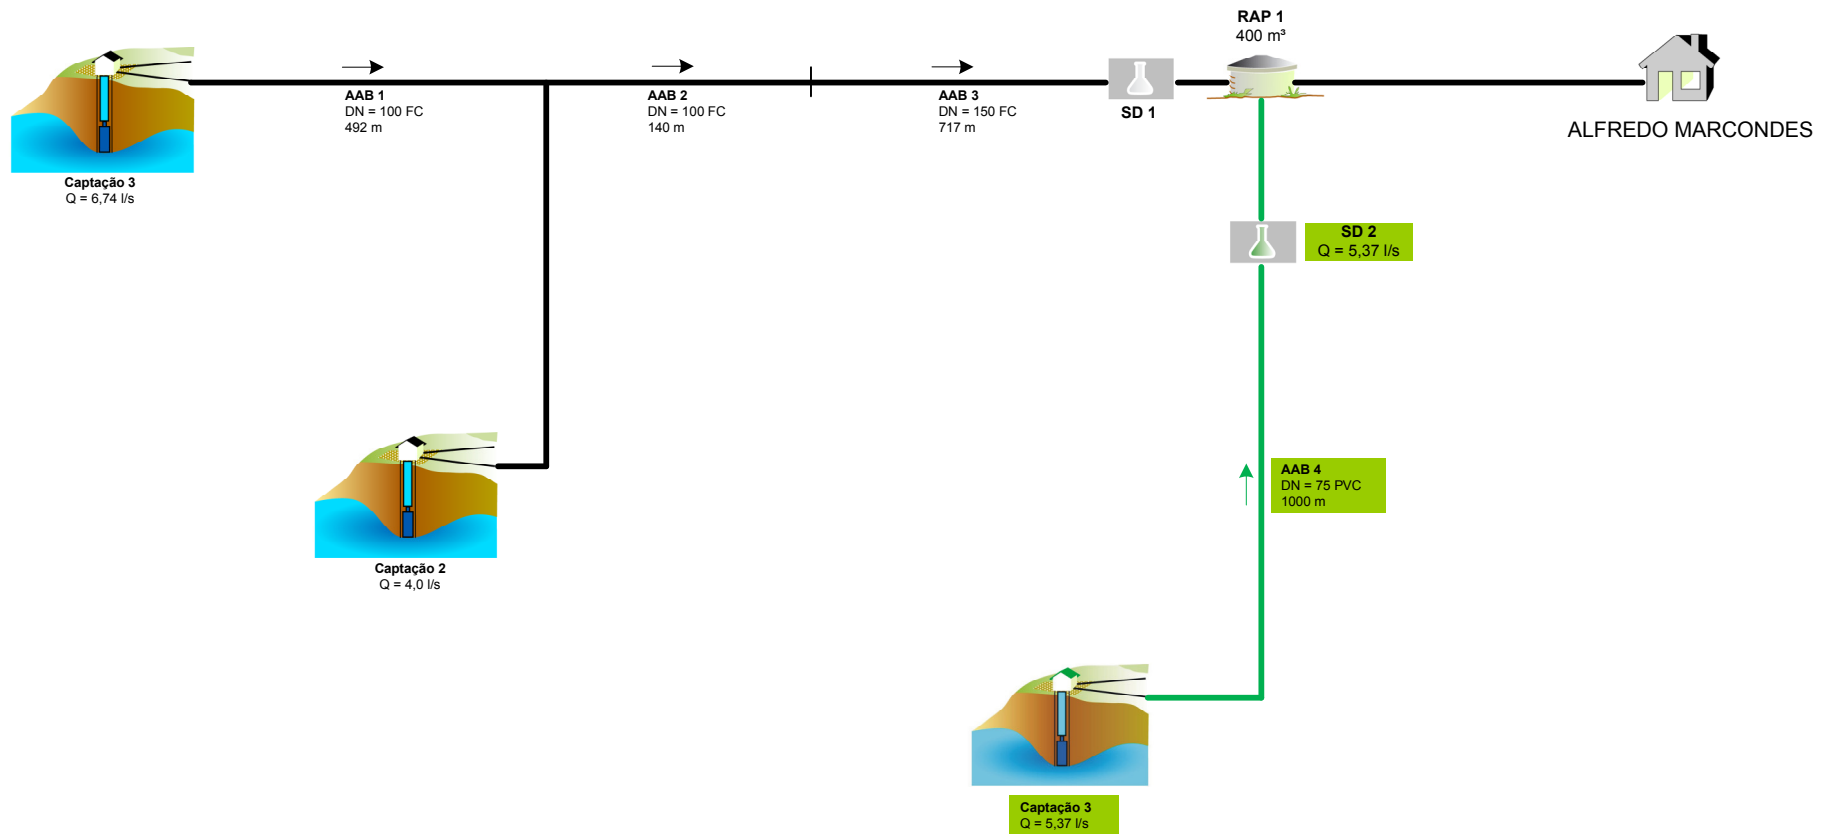 RAP 1
400 m³
AAB 1
DN = 100 FC
492 m
AAB 2
DN = 100 FC
140 m
AAB 3
DN = 150 FC
717 m
SD 1
ALFREDO MARCONDES
Captação 3
Q = 6,74 l/s
SD 2
Q = 5,37 l/s
AAB 4
DN = 75 PVC
1000 m
Captação 2
Q = 4,0 l/s
Captação 3
Q = 5,37 l/s